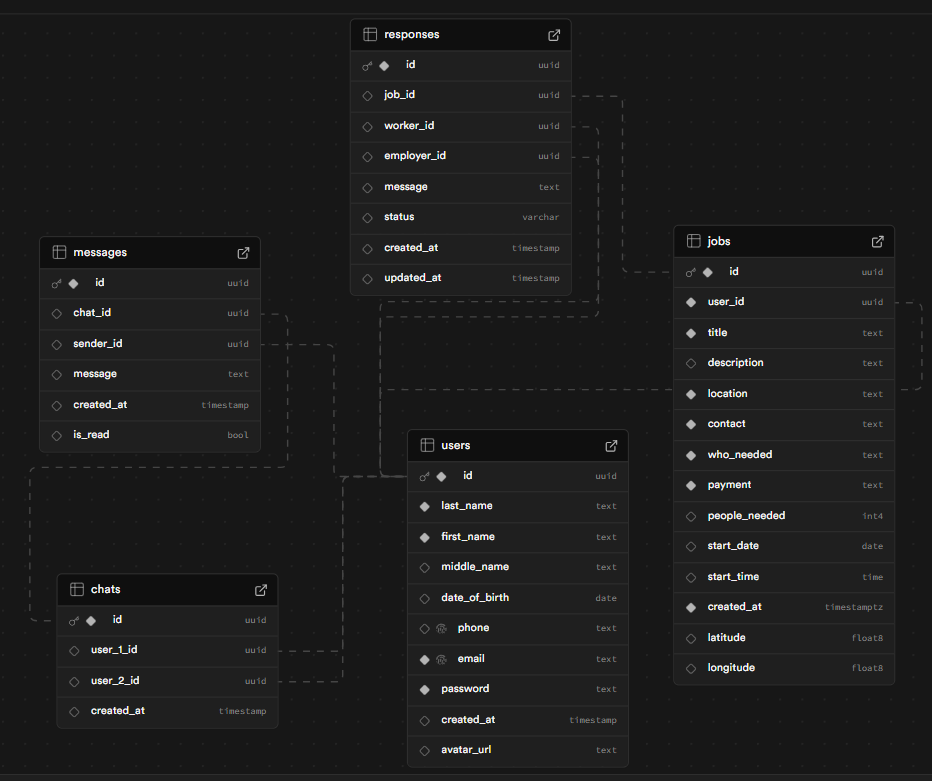 responses
id uuid
job_id uuid
worker_id uuid
employer_id uuid
message text
status varchar
created_at timestamp
updated_at timestamp
messages
id uuid
chat_id uuid
sender_id uuid
message text
created_at timestamp
is_read bool
jobs
id uuid
user_id uuid
title text
description text
location text
contact text
who_needed text
payment text
people_needed int4
start_date date
start_time time
created_at timestamptz
latitude float8
longitude float8
users
id uuid
last_name text
first_name text
middle_name text
date_of_birth date
phone text
email text
password text
created_at timestamp
avatar_url text
chats
id uuid
user_1_id uuid
user_2_id uuid
created_at timestamp